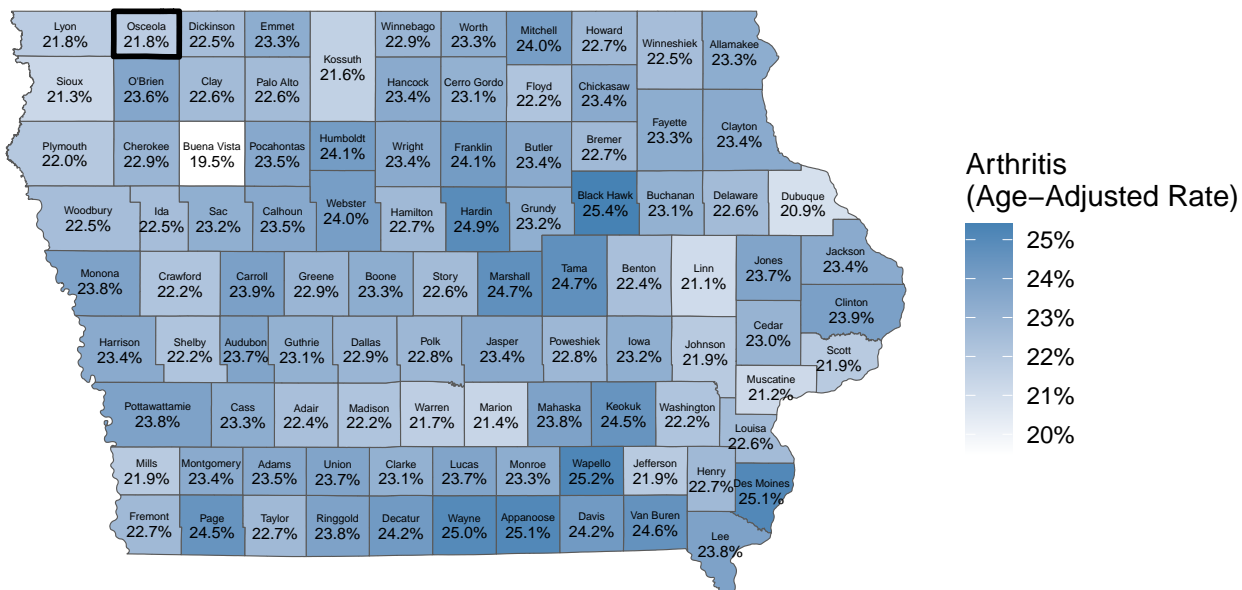 Lyon
21.8%
Osceola
21.8%
Dickinson
22.5%
Emmet
23.3%
Kossuth
21.6%
Winnebago
22.9%
Worth
23.3%
Mitchell
24.0%
Howard
22.7%
Winneshiek
22.5%
Allamakee
23.3%
Sioux
21.3%
O'Brien
23.6%
Clay
22.6%
Palo Alto
22.6%
Hancock
23.4%
Cerro Gordo
23.1%
Floyd
22.2%
Chickasaw
23.4%
Fayette
23.3%
Clayton
23.4%
Plymouth
22.0%
Cherokee
22.9%
Buena Vista
19.5%
Pocahontas
23.5%
Humboldt
24.1%
Wright
23.4%
Franklin
24.1%
Butler
23.4%
Bremer
22.7%
Woodbury
22.5%
Ida
22.5%
Sac
23.2%
Calhoun
23.5%
Webster
24.0%
Hamilton
22.7%
Hardin
24.9%
Grundy
23.2%
Black Hawk
25.4%
Buchanan
23.1%
Delaware
22.6%
Dubuque
20.9%
Monona
23.8%
Crawford
22.2%
Carroll
23.9%
Greene
22.9%
Boone
23.3%
Story
22.6%
Marshall
24.7%
Tama
24.7%
Benton
22.4%
Linn
21.1%
Jones
23.7%
Jackson
23.4%
Clinton
23.9%
Harrison
23.4%
Shelby
22.2%
Audubon
23.7%
Guthrie
23.1%
Dallas
22.9%
Polk
22.8%
Jasper
23.4%
Poweshiek
22.8%
Iowa
23.2%
Johnson
21.9%
Cedar
23.0%
Scott
21.9%
Muscatine
21.2%
Pottawattamie
23.8%
Cass
23.3%
Adair
22.4%
Madison
22.2%
Warren
21.7%
Marion
21.4%
Mahaska
23.8%
Keokuk
24.5%
Washington
22.2%
Louisa
22.6%
Mills
21.9%
Montgomery
23.4%
Adams
23.5%
Union
23.7%
Clarke
23.1%
Lucas
23.7%
Monroe
23.3%
Wapello
25.2%
Jefferson
21.9%
Henry
22.7%
Des Moines
25.1%
Fremont
22.7%
Page
24.5%
Taylor
22.7%
Ringgold
23.8%
Decatur
24.2%
Wayne
25.0%
Appanoose
25.1%
Davis
24.2%
Van Buren
24.6%
Lee
23.8%
Arthritis
(Age−Adjusted Rate)
25%
24%
23%
22%
21%
20%